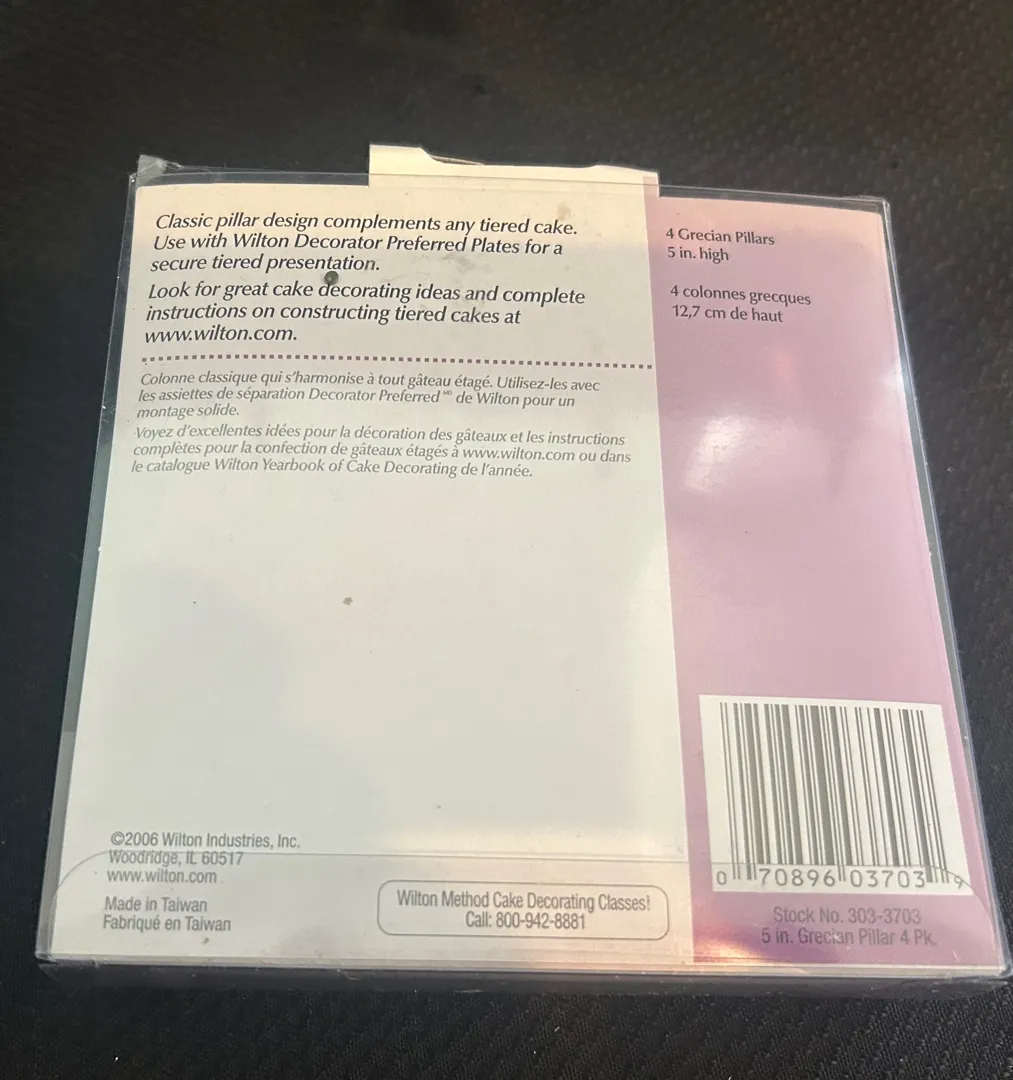 Classic pillar design complements any tiered cake.
Use with Wilton Decorator Preferred Plates for a
secure tiered presentation.
Look for great cake decorating ideas and complete
instructions on constructing tiered cakes at
www.wilton.com.
Colonne classique qui s'harmonise à tout gâteau étagé. Utilisez-les avec
les assiettes de séparation Decorator Preferred MD de Wilton pour un
montage solide.
Voyez d'excellentes idées pour la décoration des gâteaux et les instructions
complètes pour la confection de gâteaux étagés à www.wilton.com ou dans
le catalogue Wilton Yearbook of Cake Decorating de l'année.
4 Grecian Pillars
5 in. high
4 colonnes grecques
12,7 cm de haut
©2006 Wilton Industries, Inc.
Woodridge, IL 60517
www.wilton.com
Made in Taiwan
Fabriqué en Taiwan
Wilton Method Cake Decorating Classes!
Call: 800-942-8881
0 70896 03703 9
Stock No. 303-3703
5 in. Grecian Pillar 4 Pk.